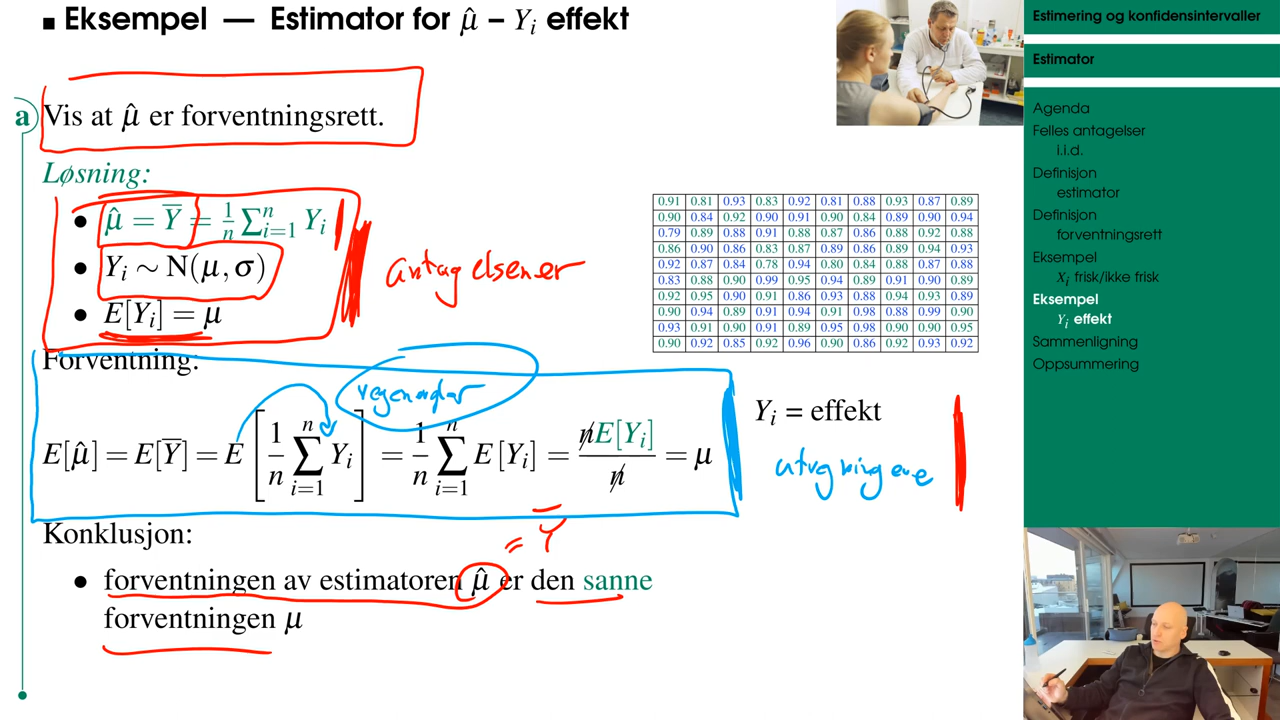 Eksempel — Estimator for μ̂ – Yᵢ effekt
a Vis at μ̂ er forventningsrett.
Løsning:
• μ̂ = Y̅ = 1/n ∑ⁿᵢ₌₁ Yᵢ
• Yᵢ ∼ N(μ, σ)
• E[Yᵢ] = μ
antagelsener
Forventning:
regenadar
E[μ̂] = E[Y̅] = E [1/n ∑ⁿᵢ₌₁ Yᵢ] = 1/n ∑ⁿᵢ₌₁ E[Yᵢ] = nE[Yᵢ]/n = μ
Konklusjon:
= Y̅
• forventningen av estimatoren μ̂ er den sanne
forventningen μ
0.91 0.81 0.93 0.83 0.92 0.81 0.88 0.93 0.87 0.89
0.90 0.84 0.92 0.90 0.91 0.90 0.84 0.89 0.90 0.94
0.79 0.89 0.88 0.91 0.88 0.87 0.86 0.88 0.92 0.88
0.86 0.90 0.86 0.83 0.87 0.89 0.86 0.89 0.94 0.93
0.92 0.87 0.84 0.78 0.94 0.80 0.84 0.88 0.87 0.88
0.83 0.88 0.90 0.99 0.95 0.94 0.89 0.91 0.90 0.89
0.92 0.95 0.90 0.91 0.86 0.93 0.88 0.94 0.93 0.89
0.90 0.94 0.89 0.91 0.94 0.91 0.98 0.88 0.99 0.90
0.93 0.91 0.90 0.91 0.89 0.95 0.98 0.90 0.90 0.95
0.90 0.92 0.85 0.92 0.96 0.90 0.86 0.92 0.93 0.92
Yᵢ = effekt
Estimering og konfidensintervaller
Estimator
Agenda
Felles antagelser
i.i.d.
Definisjon
estimator
Definisjon
forventningsrett
Eksempel
Xᵢ frisk/ikke frisk
Eksempel
Yᵢ effekt
Sammenligning
Oppsummering